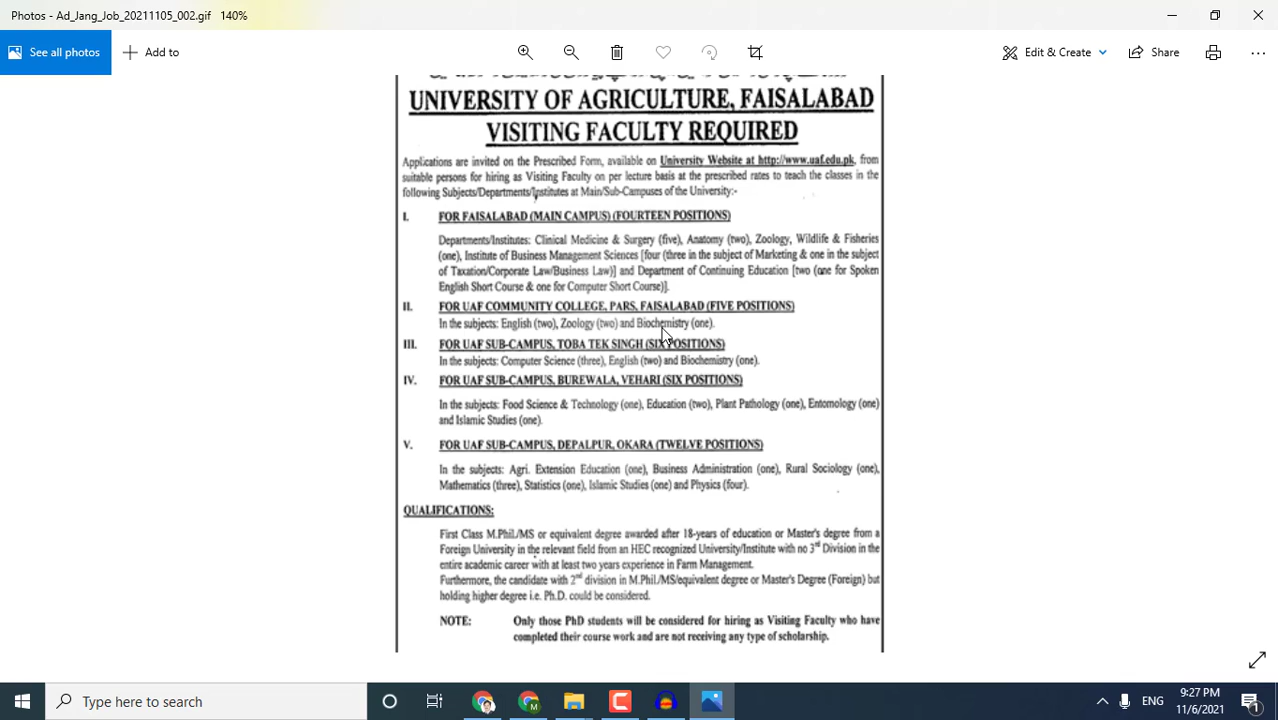 Photos - Ad_Jang_Job_20211105_002.gif 140%
See all photos
Add to
Edit & Create
Share
UNIVERSITY OF AGRICULTURE, FAISALABAD
VISITING FACULTY REQUIRED
Applications are invited on the Prescribed Form, available on University Website at http://www.uaf.edu.pk, from
suitable persons for hiring as Visiting Faculty on per lecture basis at the prescribed rates to teach the classes in the
following Subjects/Departments/Institutes at Main/Sub-Campuses of the University:-
I. FOR FAISALABAD (MAIN CAMPUS) (FOURTEEN POSITIONS)
Departments/Institutes: Clinical Medicine & Surgery (five), Anatomy (two), Zoology, Wildlife & Fisheries
(one), Institute of Business Management Sciences [four (three in the subject of Marketing & one in the subject
of Taxation/Corporate Law/Business Law)] and Department of Continuing Education [two (one for Spoken
English Short Course & one for Computer Short Course)].
II. FOR UAF COMMUNITY COLLEGE, PARS, FAISALABAD (FIVE POSITIONS)
In the subjects: English (two), Zoology (two) and Biochemistry (one).
III. FOR UAF SUB-CAMPUS, TOBA TEK SINGH (SIX POSITIONS)
In the subjects: Computer Science (three), English (two) and Biochemistry (one).
IV. FOR UAF SUB-CAMPUS, BUREWALA, VEHARI (SIX POSITIONS)
In the subjects: Food Science & Technology (one), Education (two), Plant Pathology (one), Entomology (one)
and Islamic Studies (one).
V. FOR UAF SUB-CAMPUS, DEPALPUR, OKARA (TWELVE POSITIONS)
In the subjects: Agri. Extension Education (one), Business Administration (one), Rural Sociology (one),
Mathematics (three), Statistics (one), Islamic Studies (one) and Physics (four).
QUALIFICATIONS:
First Class M.Phil./MS or equivalent degree awarded after 18-years of education or Master's degree from a
Foreign University in the relevant field from an HEC recognized University/Institute with no 3rd Division in the
entire academic career with at least two years experience in Farm Management.
Furthermore, the candidate with 2nd division in M.Phil./MS/equivalent degree or Master's Degree (Foreign) but
holding higher degree i.e. Ph.D. could be considered.
NOTE: Only those PhD students will be considered for hiring as Visiting Faculty who have
completed their course work and are not receiving any type of scholarship.
Type here to search
ENG
9:27 PM
11/6/2021
1